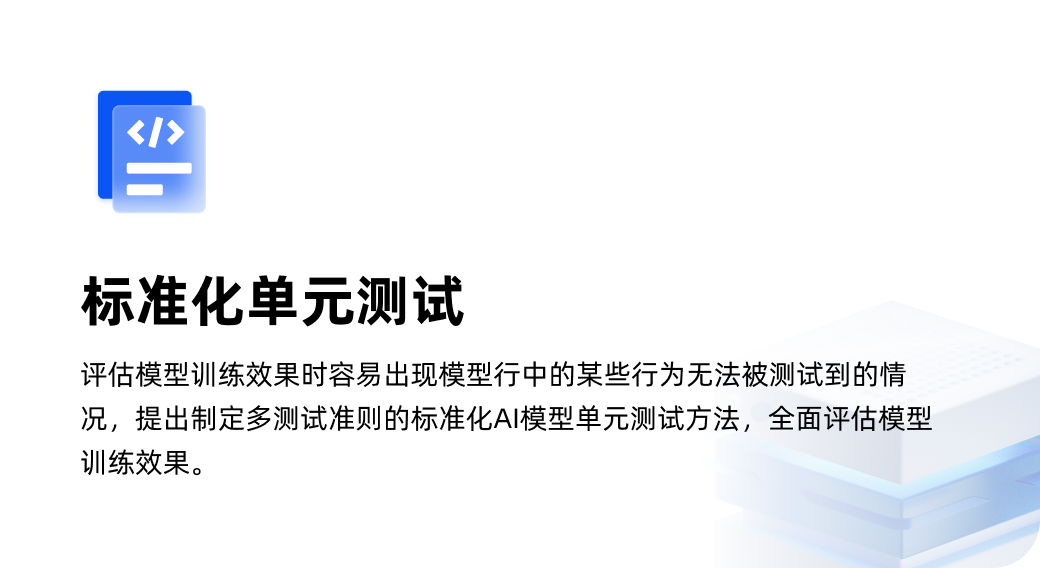 标准化单元测试
评估模型训练效果时容易出现模型行中的某些行为无法被测试到的情
况，提出制定多测试准则的标准化AI模型单元测试方法，全面评估模型
训练效果。